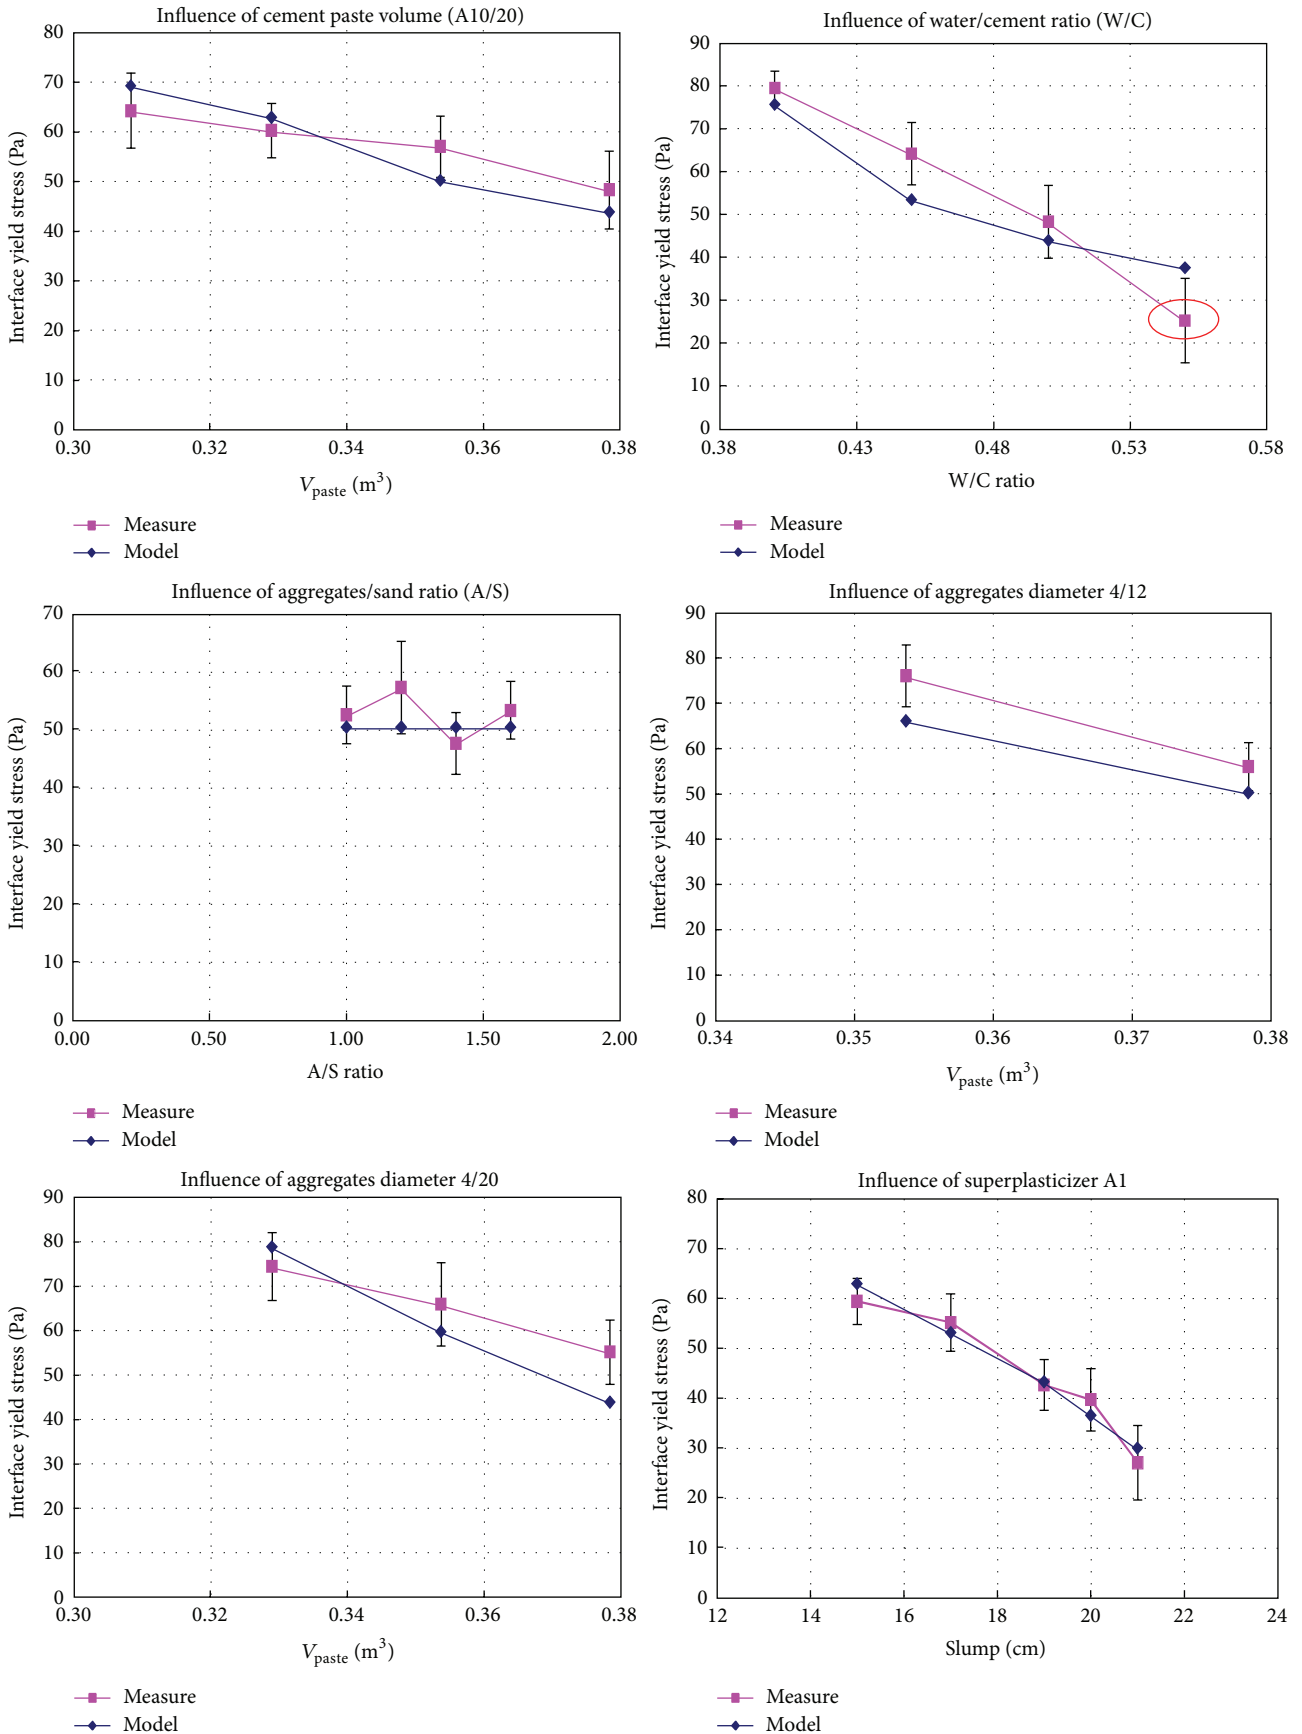 Influence of cement paste volume (A10/20)
80
70
60
50
40
30
20
10
0
Interface yield stress (Pa)
0.30 0.32 0.34 0.36 0.38
Vpaste (m³)
Measure
Model
Influence of water/cement ratio (W/C)
90
80
70
60
50
40
30
20
10
0
Interface yield stress (Pa)
0.38 0.43 0.48 0.53 0.58
W/C ratio
Measure
Model
Influence of aggregates/sand ratio (A/S)
70
60
50
40
30
20
10
0
Interface yield stress (Pa)
0.00 0.50 1.00 1.50 2.00
A/S ratio
Measure
Model
Influence of aggregates diameter 4/12
90
80
70
60
50
40
30
20
10
0
Interface yield stress (Pa)
0.34 0.35 0.36 0.37 0.38
Vpaste (m³)
Measure
Model
Influence of aggregates diameter 4/20
90
80
70
60
50
40
30
20
10
0
Interface yield stress (Pa)
0.30 0.32 0.34 0.36 0.38
Vpaste (m³)
Measure
Model
Influence of superplasticizer A1
80
70
60
50
40
30
20
10
0
Interface yield stress (Pa)
12 14 16 18 20 22 24
Slump (cm)
Measure
Model